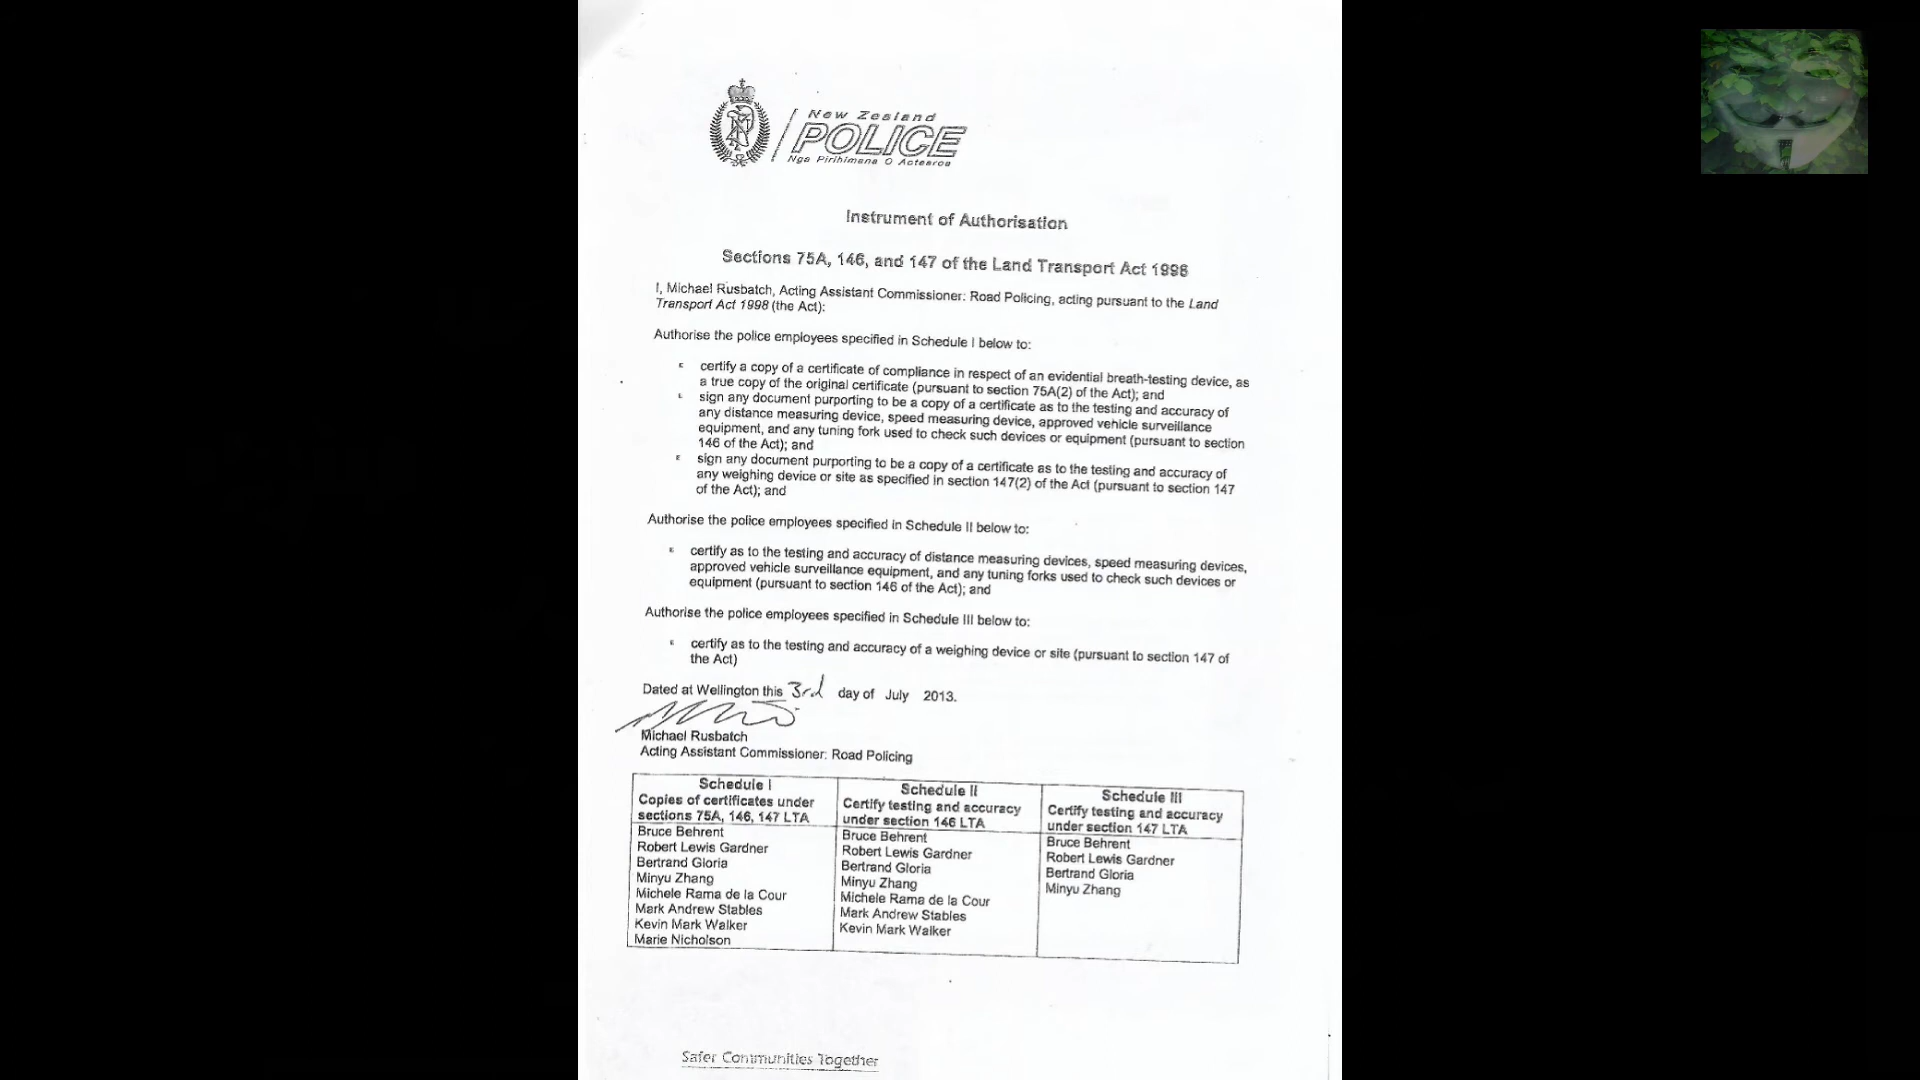 New Zealand
POLICE
Nga Pirihimana O Aotearoa
Instrument of Authorisation
Sections 75A, 146, and 147 of the Land Transport Act 1998
I, Michael Rusbatch, Acting Assistant Commissioner: Road Policing, acting pursuant to the Land
Transport Act 1998 (the Act):
Authorise the police employees specified in Schedule I below to:
certify a copy of a certificate of compliance in respect of an evidential breath-testing device, as
a true copy of the original certificate (pursuant to section 75A(2) of the Act); and
sign any document purporting to be a copy of a certificate as to the testing and accuracy of
any distance measuring device, speed measuring device, approved vehicle surveillance
equipment, and any tuning fork used to check such devices or equipment (pursuant to section
146 of the Act); and
sign any document purporting to be a copy of a certificate as to the testing and accuracy of
any weighing device or site as specified in section 147(2) of the Act (pursuant to section 147
of the Act); and
Authorise the police employees specified in Schedule II below to:
certify as to the testing and accuracy of distance measuring devices, speed measuring devices,
approved vehicle surveillance equipment, and any tuning forks used to check such devices or
equipment (pursuant to section 146 of the Act); and
Authorise the police employees specified in Schedule III below to:
certify as to the testing and accuracy of a weighing device or site (pursuant to section 147 of
the Act)
Dated at Wellington this 3rd day of July 2013.
Michael Rusbatch
Acting Assistant Commissioner: Road Policing
Schedule I
Copies of certificates under
sections 75A, 146, 147 LTA
Bruce Behrent
Robert Lewis Gardner
Bertrand Gloria
Minyu Zhang
Michele Rama de la Cour
Mark Andrew Stables
Kevin Mark Walker
Marie Nicholson
Schedule II
Certify testing and accuracy
under section 146 LTA
Bruce Behrent
Robert Lewis Gardner
Bertrand Gloria
Minyu Zhang
Michele Rama de la Cour
Mark Andrew Stables
Kevin Mark Walker
Schedule III
Certify testing and accuracy
under section 147 LTA
Bruce Behrent
Robert Lewis Gardner
Bertrand Gloria
Minyu Zhang
Safer Communities Together